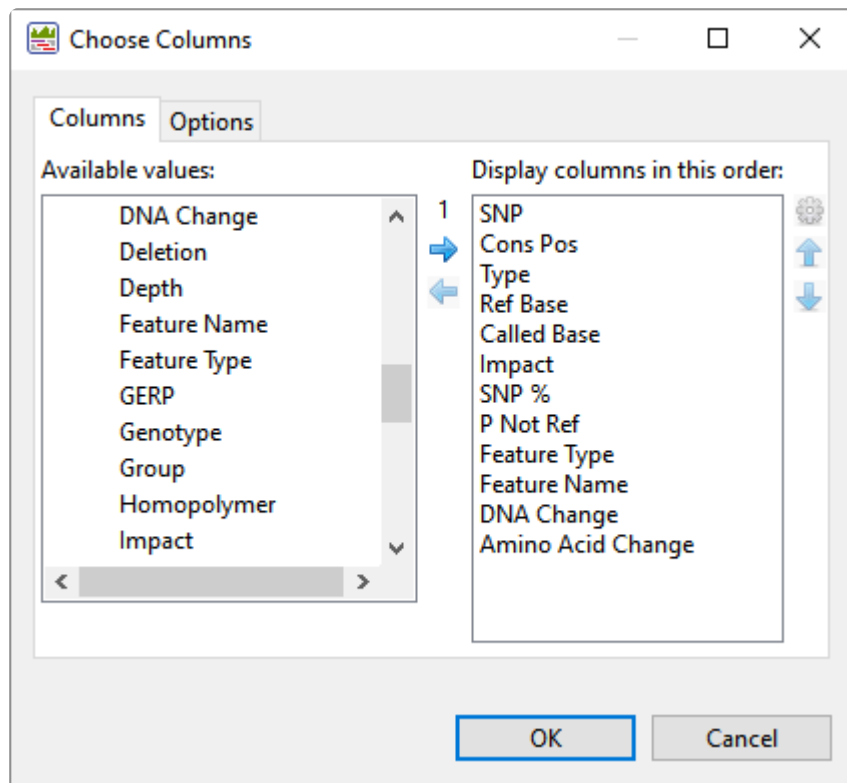 Choose Columns
Columns
Options
Available values:
DNA Change
Deletion
Depth
Feature Name
Feature Type
GERP
Genotype
Group
Homopolymer
Impact
1
Display columns in this order:
SNP
Cons Pos
Type
Ref Base
Called Base
Impact
SNP %
P Not Ref
Feature Type
Feature Name
DNA Change
Amino Acid Change
OK
Cancel